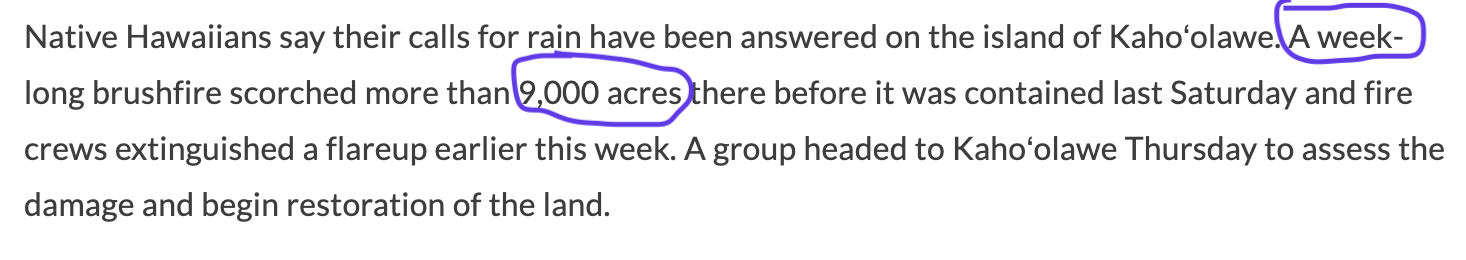 Native Hawaiians say their calls for rain have been answered on the island of Kahoʻolawe. A week-
long brushfire scorched more than 9,000 acres there before it was contained last Saturday and fire
crews extinguished a flareup earlier this week. A group headed to Kahoʻolawe Thursday to assess the
damage and begin restoration of the land.